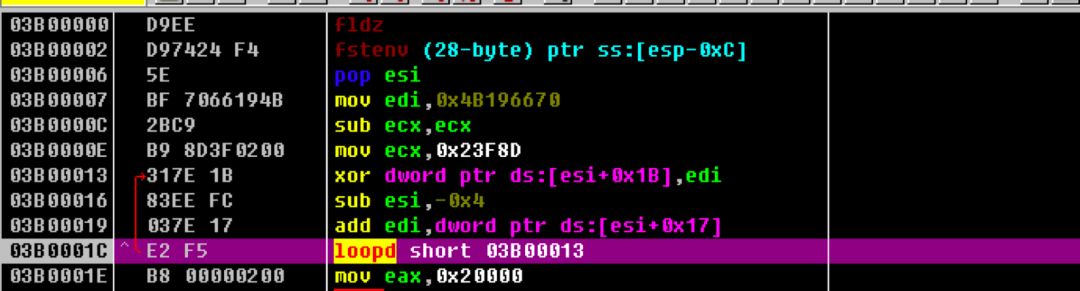 03B00000 D9EE fldz
03B00002 D97424 F4 fstenv (28-byte) ptr ss:[esp-0xC]
03B00006 5E pop esi
03B00007 BF 7066194B mov edi,0x4B196670
03B0000C 2BC9 sub ecx,ecx
03B0000E B9 8D3F0200 mov ecx,0x23F8D
03B00013 317E 1B xor dword ptr ds:[esi+0x1B],edi
03B00016 83EE FC sub esi,-0x4
03B00019 037E 17 add edi,dword ptr ds:[esi+0x17]
03B0001C ^ E2 F5 loopd short 03B00013
03B0001E B8 00000200 mov eax,0x20000